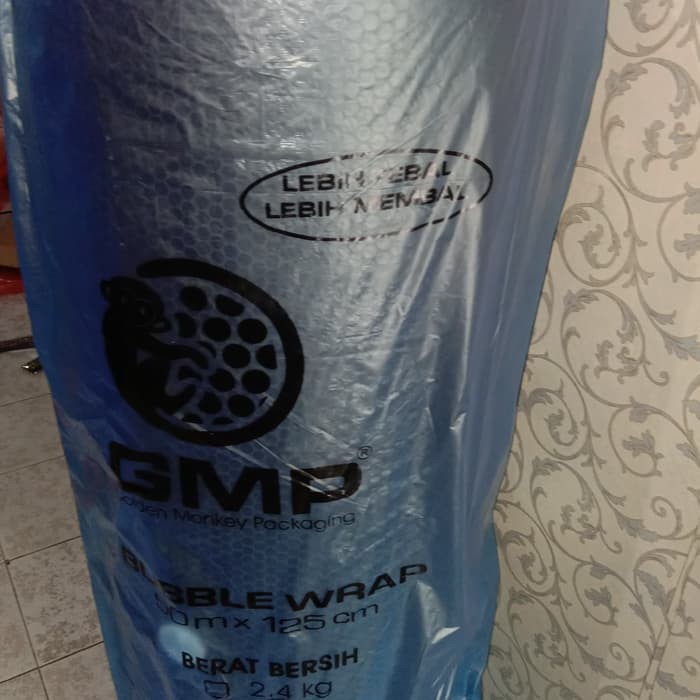 LEBIH TEBAL
LEBIH MEMBAL
GMP®
Golden Monkey Packaging
BUBBLE WRAP
x 125 cm
BERAT BERSIH
2.4 kg